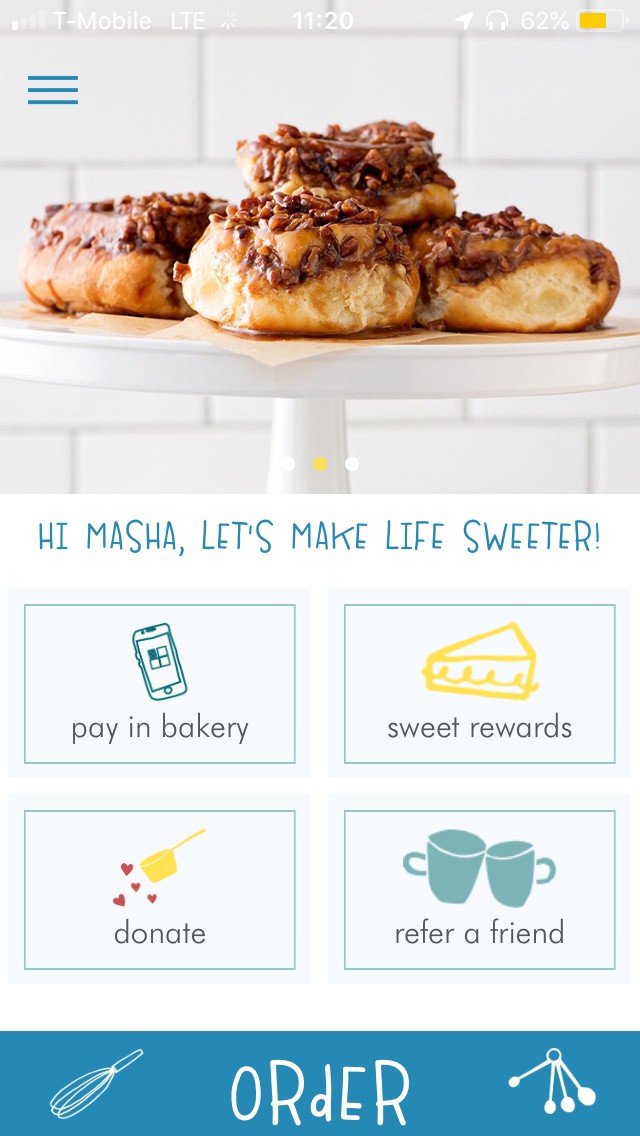 T-Mobile LTE 11:20 62%
HI MASHA, LET'S MAKE LIFE SWEETER!
pay in bakery
sweet rewards
donate
refer a friend
ORdER